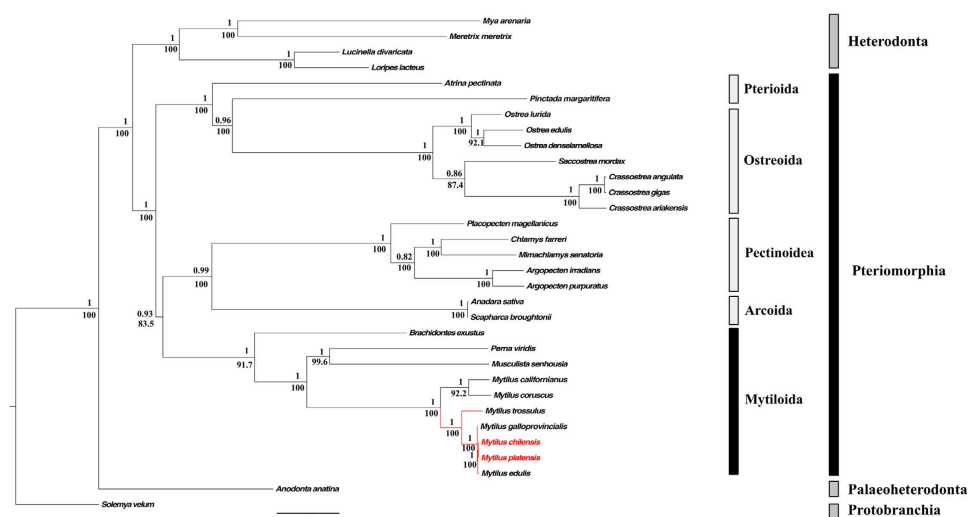 Mya arenaria
Meretrix meretrix
Lucinella divaricata
Loripes lacteus
Atrina pectinata
Pinctada margaritifera
Ostrea lurida
Ostrea edulis
Ostrea denselamellosa
Saccostrea mordax
Crassostrea angulata
Crassostrea gigas
Crassostrea ariakensis
Placopecten magellanicus
Chlamys farreri
Mimachlamys senatoria
Argopecten irradians
Argopecten purpuratus
Anadara sativa
Scapharca broughtonii
Brachidontes exustus
Perna viridis
Musculista senhousia
Mytilus californianus
Mytilus coruscus
Mytilus trossulus
Mytilus galloprovincialis
Mytilus chilensis
Mytilus platensis
Mytilus edulis
Anodonta anatina
Solemya velum
1
100
1
100
1
100
1
100
1
100
0.96
100
1
100
1
92.1
1
100
0.86
87.4
1
100
1
100
1
100
1
100
0.99
100
1
100
1
100
0.82
100
1
100
0.93
83.5
1
91.7
1
99.6
1
100
1
92.2
1
100
1
100
1
100
1
100
1
100
Heterodonta
Pterioida
Ostreoida
Pectinoidea
Arcoida
Mytiloida
Pteriomorphia
Palaeoheterodonta
Protobranchia